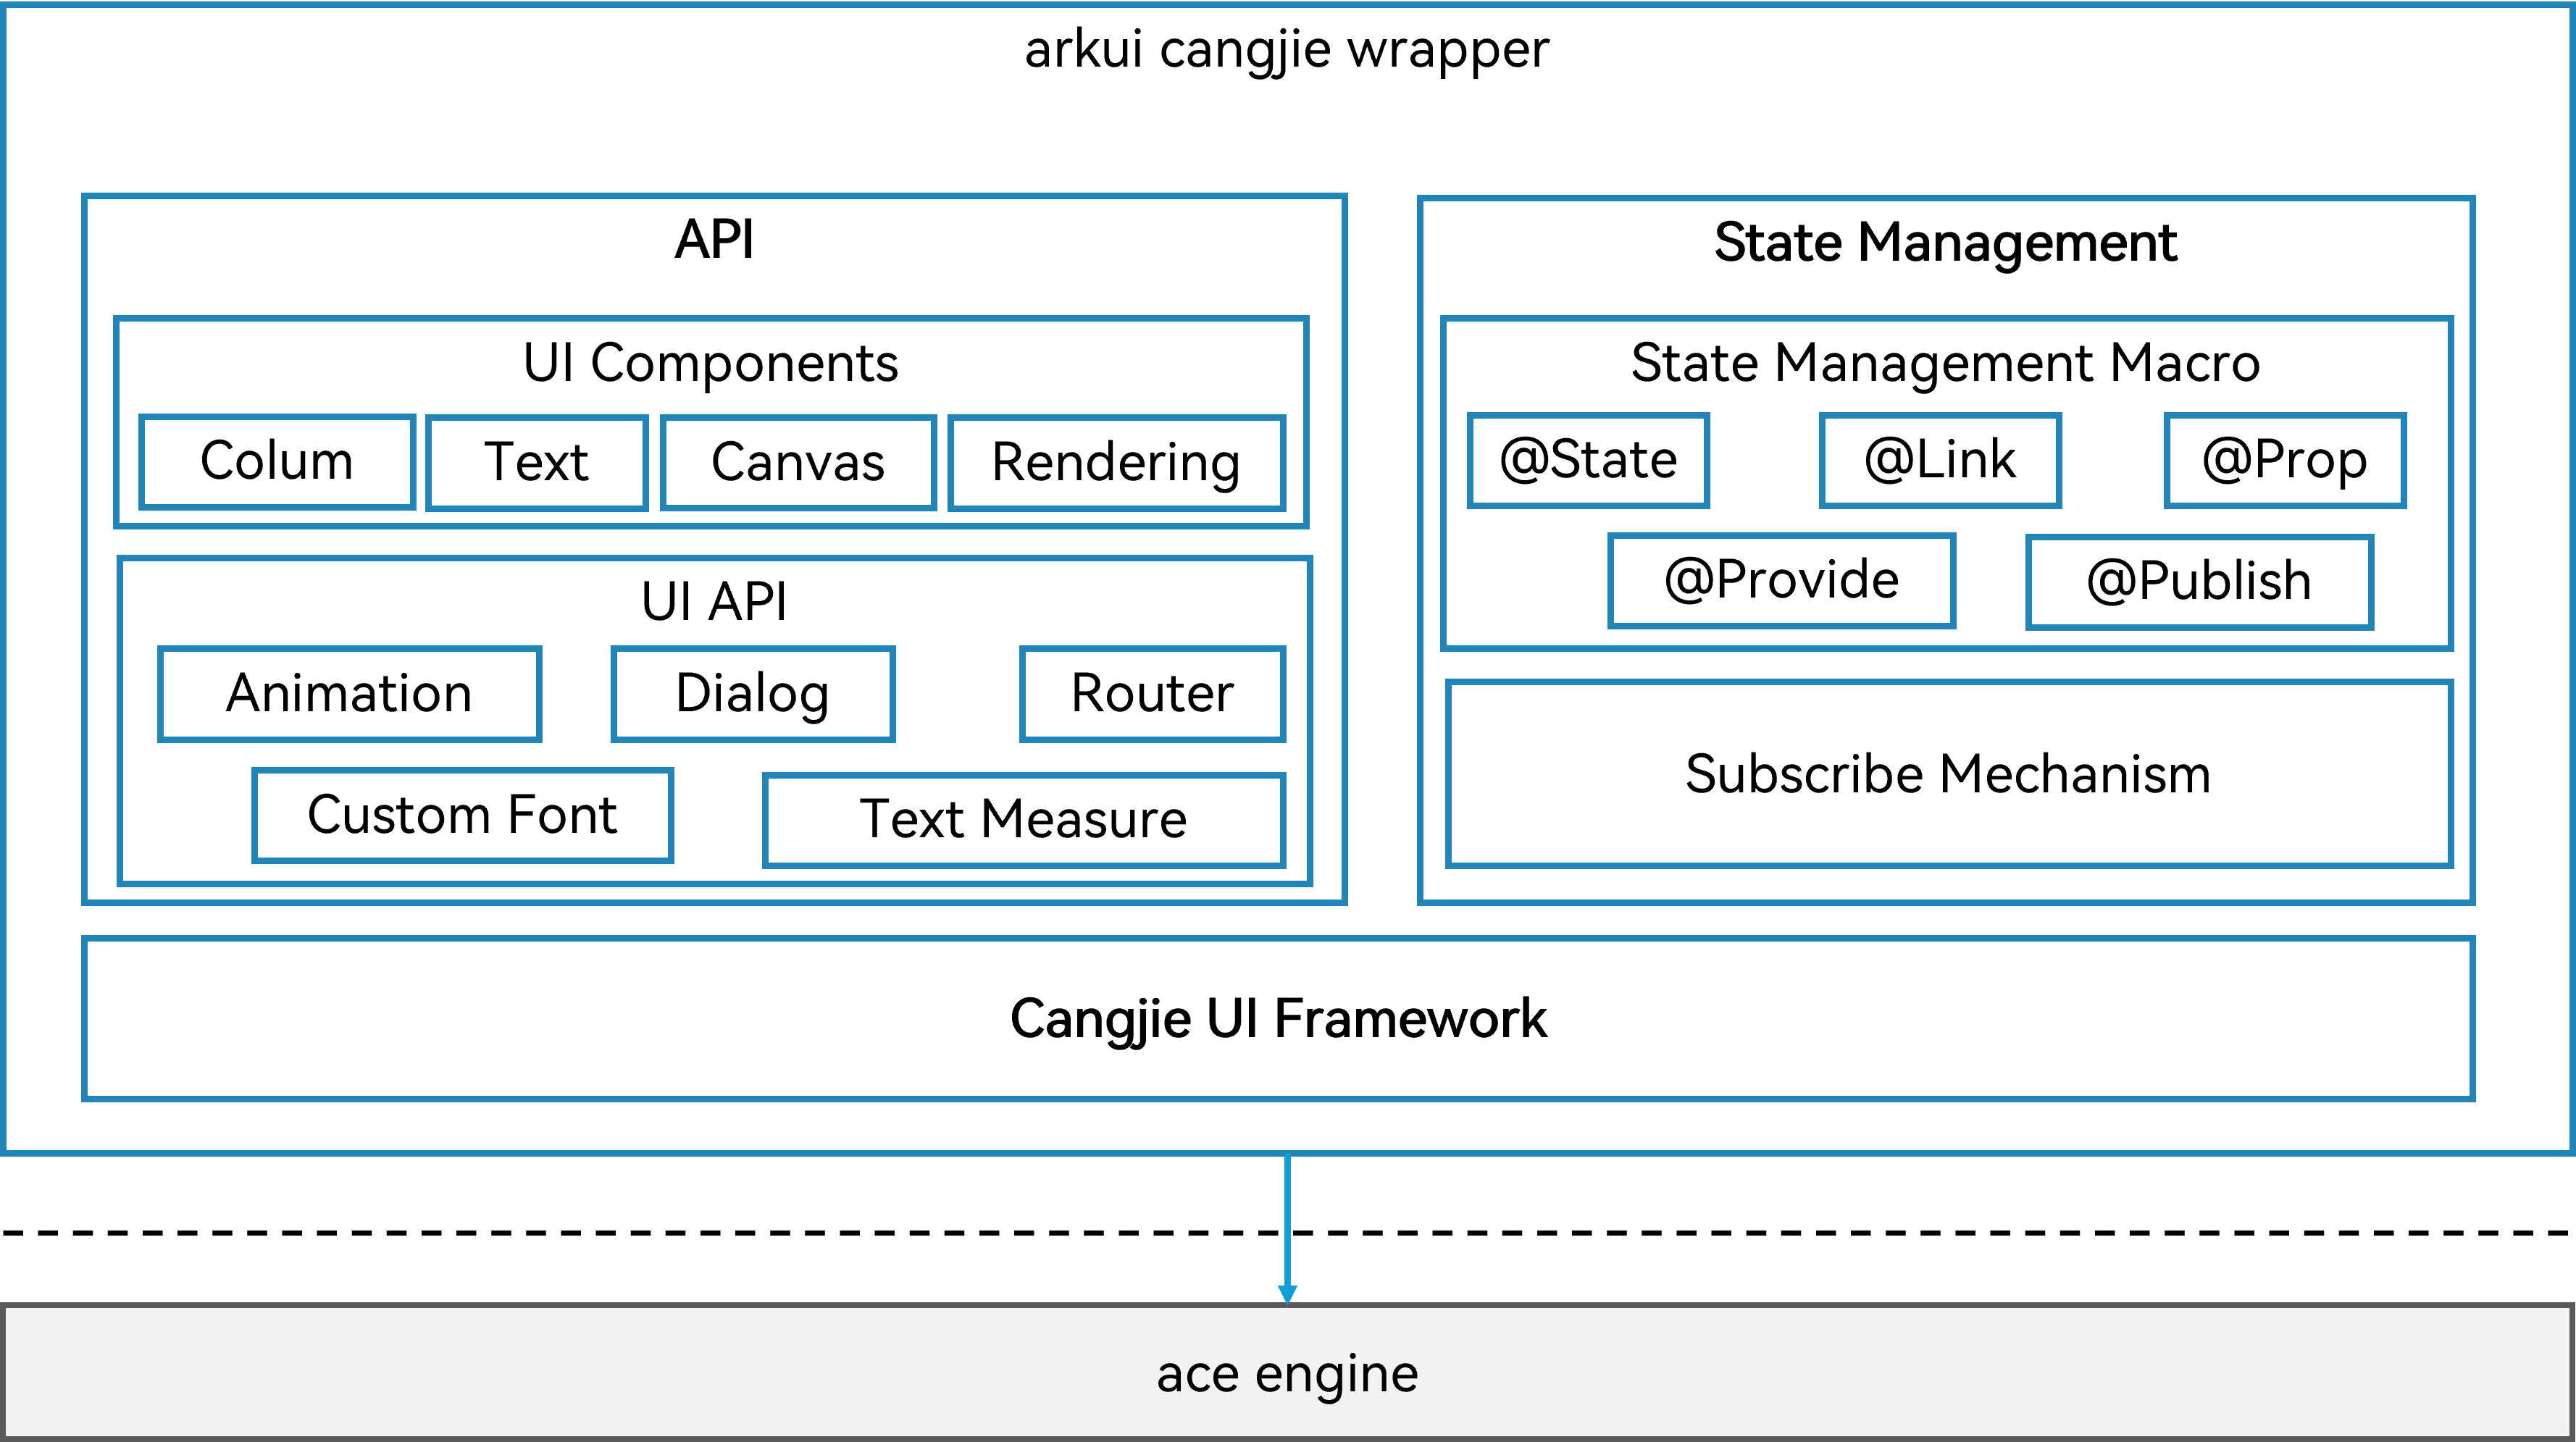 arkui cangjie wrapper
API
UI Components
Colum
Text
Canvas
Rendering
UI API
Animation
Dialog
Router
Custom Font
Text Measure
State Management
State Management Macro
@State
@Link
@Prop
@Provide
@Publish
Subscribe Mechanism
Cangjie UI Framework
ace engine